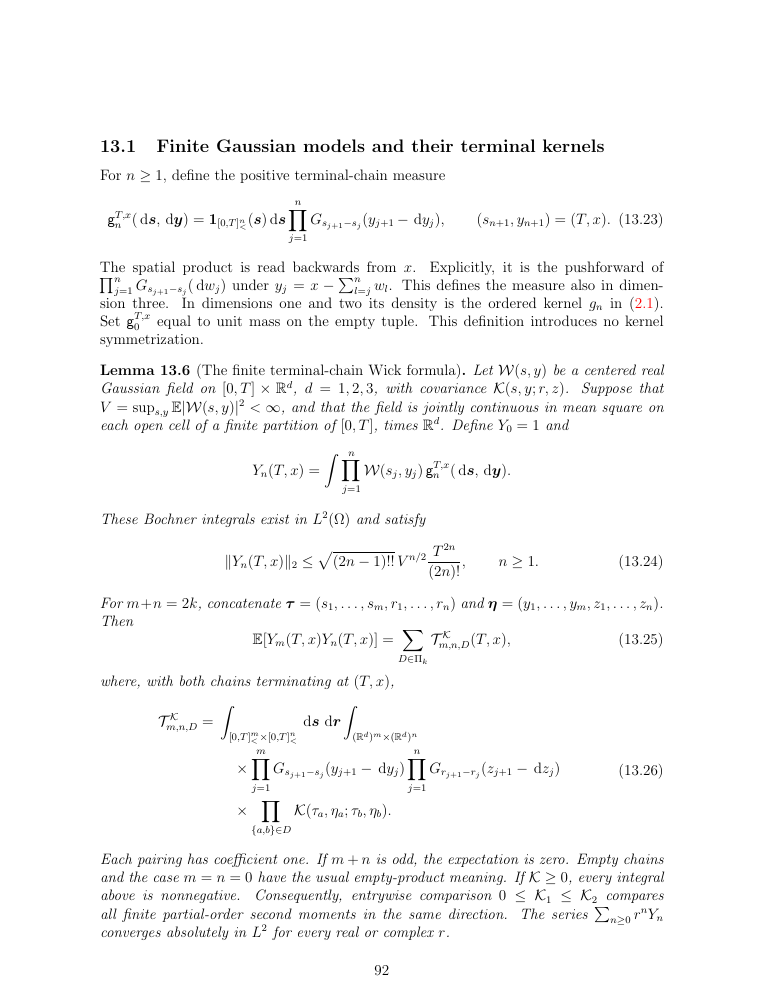 13.1 Finite Gaussian models and their terminal kernels
For n ≥ 1, define the positive terminal-chain measure
g_n^{T,x}( ds, dy) = 1_{[0,T]^n_<}(s) ds ∏_{j=1}^{n} G_{s_{j+1}−s_j}(y_{j+1} − dy_j), (s_{n+1}, y_{n+1}) = (T, x). (13.23)
The spatial product is read backwards from x. Explicitly, it is the pushforward of
∏_{j=1}^{n} G_{s_{j+1}−s_j}( dw_j) under y_j = x − ∑_{l=j}^{n} w_l. This defines the measure also in dimen-
sion three. In dimensions one and two its density is the ordered kernel g_n in (2.1).
Set g_0^{T,x} equal to unit mass on the empty tuple. This definition introduces no kernel
symmetrization.
Lemma 13.6 (The finite terminal-chain Wick formula). Let W(s, y) be a centered real
Gaussian field on [0, T] × ℝ^d, d = 1, 2, 3, with covariance K(s, y; r, z). Suppose that
V = sup_{s,y} 𝔼|W(s, y)|^2 < ∞, and that the field is jointly continuous in mean square on
each open cell of a finite partition of [0, T], times ℝ^d. Define Y_0 = 1 and
Y_n(T, x) = ∫ ∏_{j=1}^{n} W(s_j, y_j) g_n^{T,x}( ds, dy).
These Bochner integrals exist in L^2(Ω) and satisfy
‖Y_n(T, x)‖_2 ≤ √((2n − 1)!!) V^{n/2} T^{2n}/(2n)!, n ≥ 1. (13.24)
For m+n = 2k, concatenate τ = (s_1, . . . , s_m, r_1, . . . , r_n) and η = (y_1, . . . , y_m, z_1, . . . , z_n).
Then
𝔼[Y_m(T, x)Y_n(T, x)] = ∑_{D∈Π_k} T^K_{m,n,D}(T, x), (13.25)
where, with both chains terminating at (T, x),
T^K_{m,n,D} = ∫_{[0,T]^m_<×[0,T]^n_<} ds dr ∫_{(ℝ^d)^m×(ℝ^d)^n}
× ∏_{j=1}^{m} G_{s_{j+1}−s_j}(y_{j+1} − dy_j) ∏_{j=1}^{n} G_{r_{j+1}−r_j}(z_{j+1} − dz_j) (13.26)
× ∏_{{a,b}∈D} K(τ_a, η_a; τ_b, η_b).
Each pairing has coefficient one. If m + n is odd, the expectation is zero. Empty chains
and the case m = n = 0 have the usual empty-product meaning. If K ≥ 0, every integral
above is nonnegative. Consequently, entrywise comparison 0 ≤ K_1 ≤ K_2 compares
all finite partial-order second moments in the same direction. The series ∑_{n≥0} r^n Y_n
converges absolutely in L^2 for every real or complex r.
92